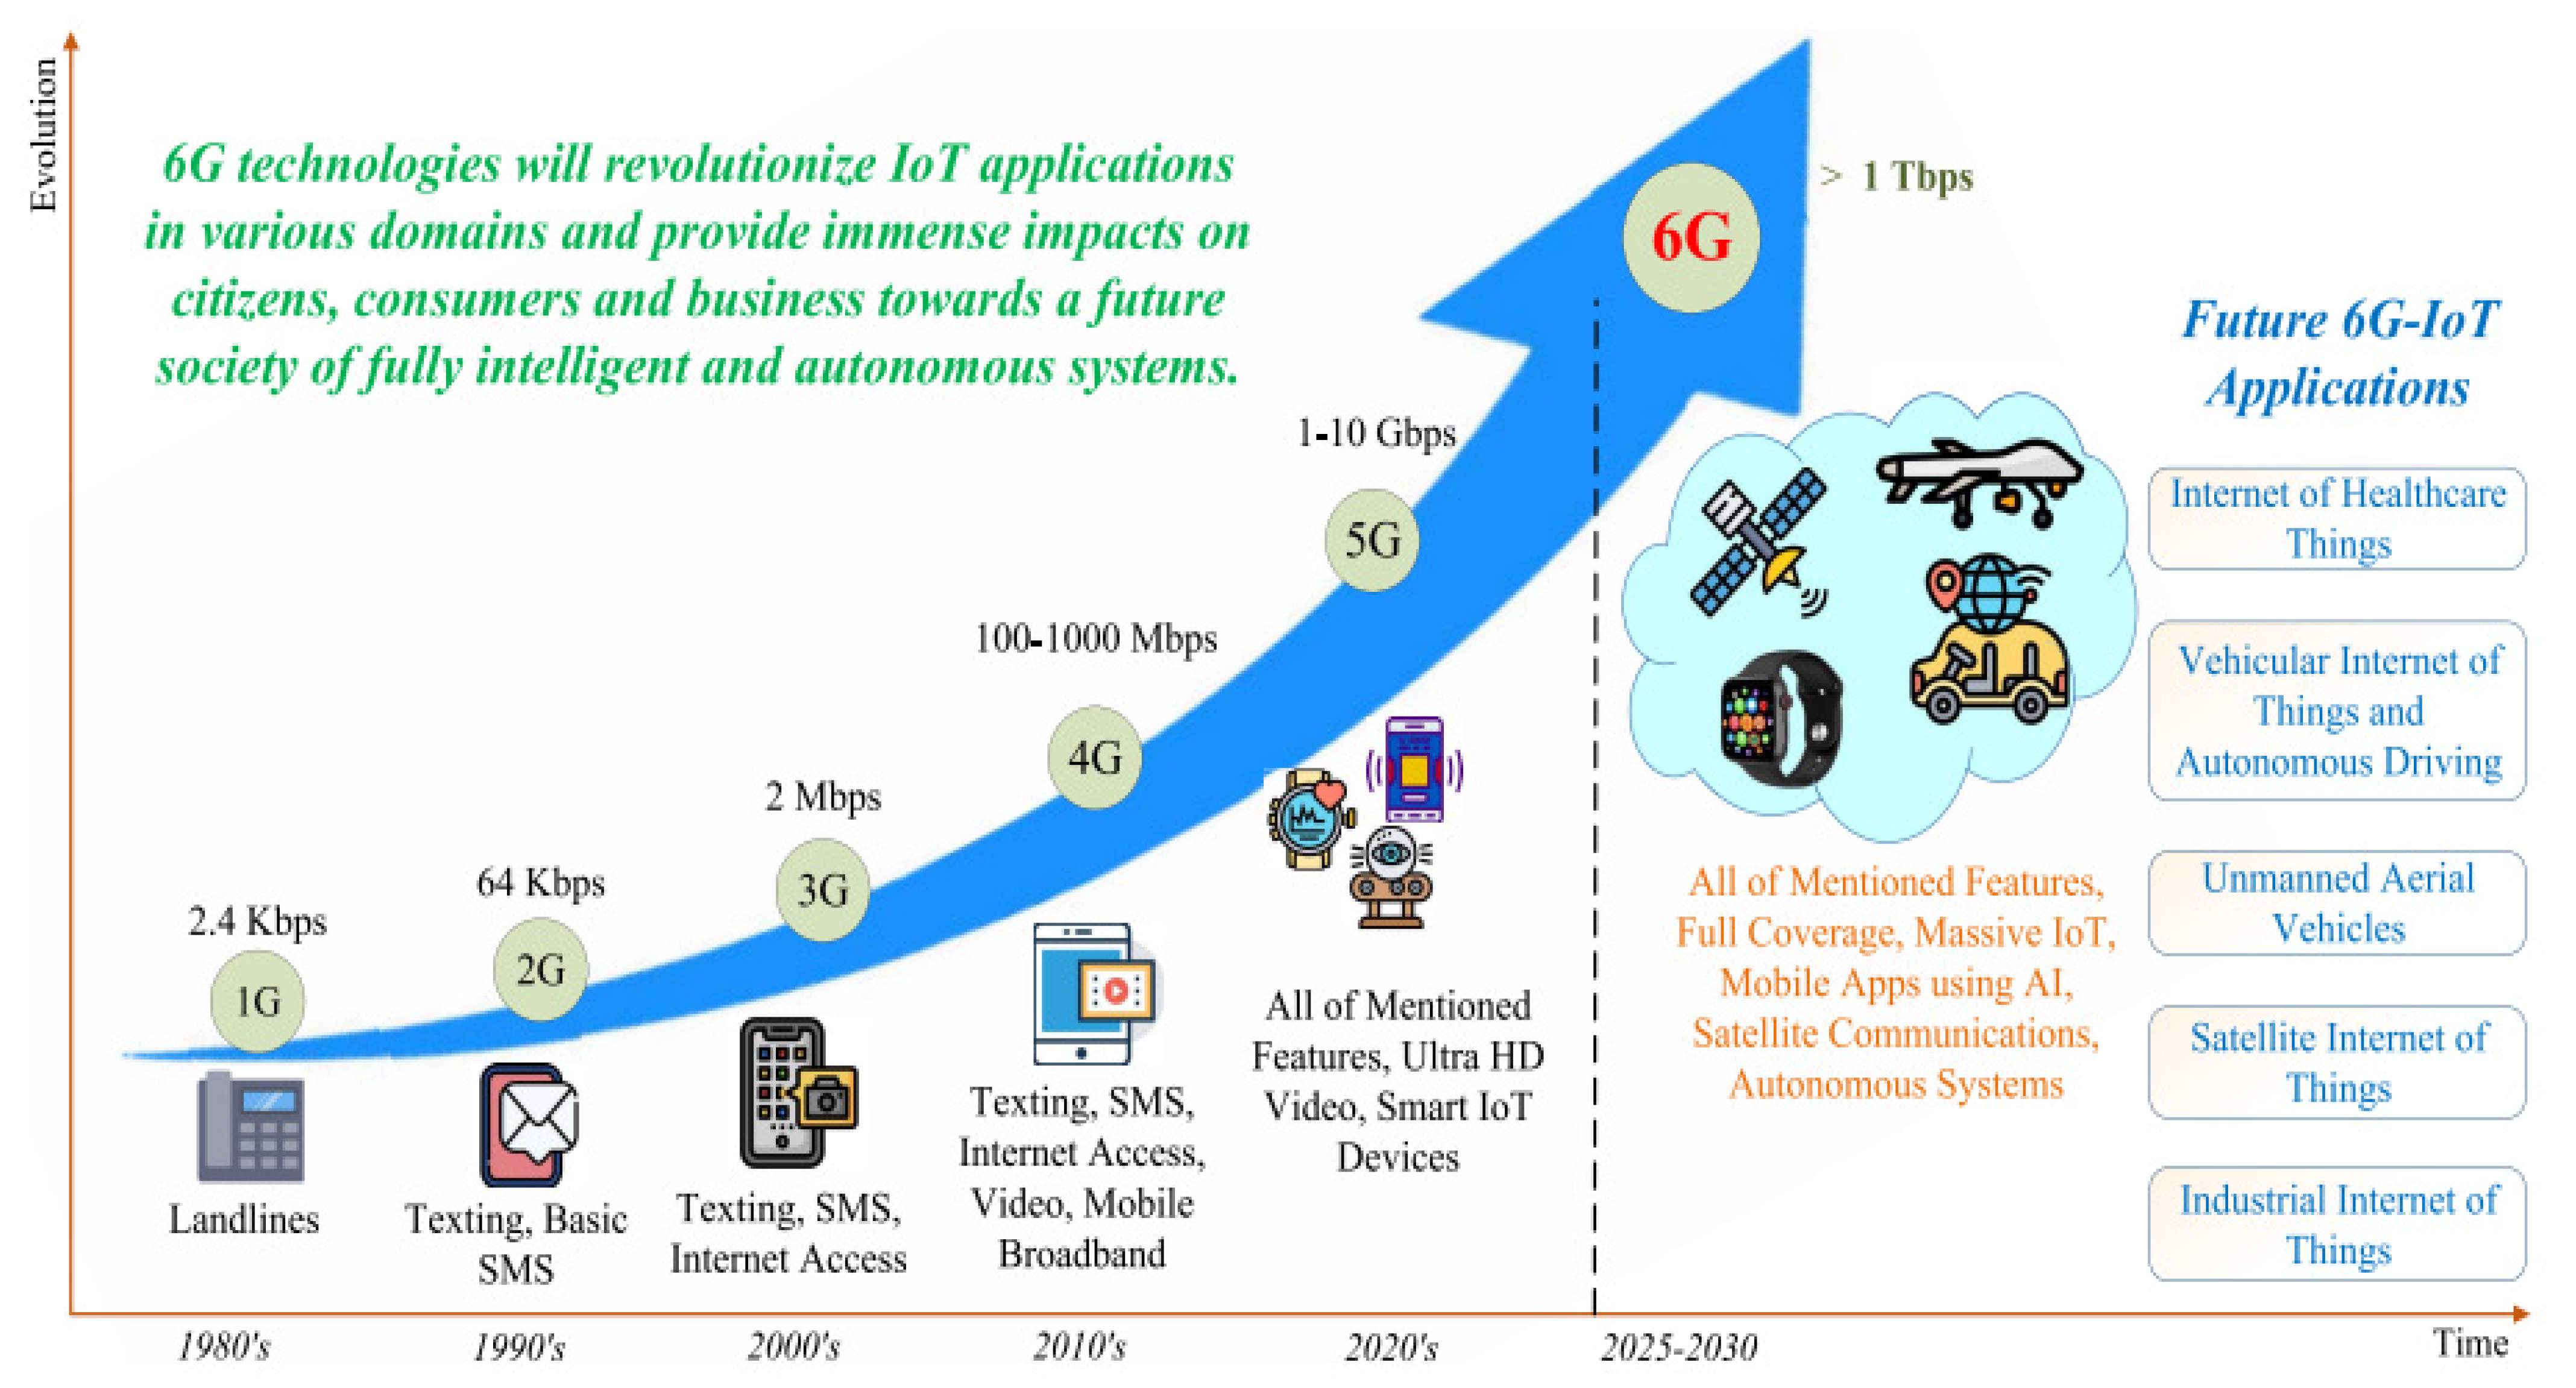 Evolution
6G technologies will revolutionize IoT applications
in various domains and provide immense impacts on
citizens, consumers and business towards a future
society of fully intelligent and autonomous systems.
2.4 Kbps
1G
Landlines
64 Kbps
2G
Texting, Basic
SMS
2 Mbps
3G
Texting, SMS,
Internet Access
100-1000 Mbps
4G
Texting, SMS,
Internet Access,
Video, Mobile
Broadband
1-10 Gbps
5G
All of Mentioned
Features, Ultra HD
Video, Smart IoT
Devices
6G
> 1 Tbps
All of Mentioned Features,
Full Coverage, Massive IoT,
Mobile Apps using AI,
Satellite Communications,
Autonomous Systems
Future 6G-IoT
Applications
Internet of Healthcare
Things
Vehicular Internet of
Things and
Autonomous Driving
Unmanned Aerial
Vehicles
Satellite Internet of
Things
Industrial Internet of
Things
1980's
1990's
2000's
2010's
2020's
2025-2030
Time